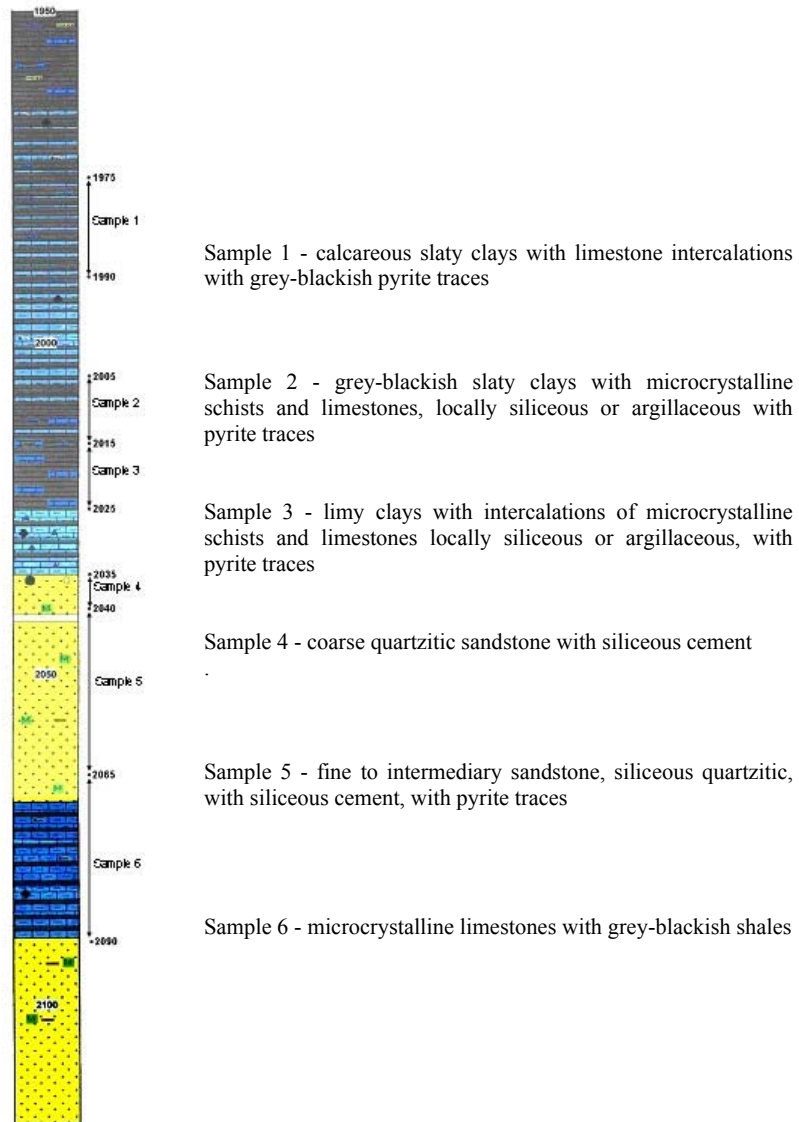 1950
1975
Sample 1
Sample 1 - calcareous slaty clays with limestone intercalations
with grey-blackish pyrite traces
1990
2000
2005
Sample 2
Sample 2 - grey-blackish slaty clays with microcrystalline
schists and limestones, locally siliceous or argillaceous with
pyrite traces
2015
Sample 3
2025
Sample 3 - limy clays with intercalations of microcrystalline
schists and limestones locally siliceous or argillaceous, with
pyrite traces
2035
Sample 4
2040
M
Sample 4 - coarse quartzitic sandstone with siliceous cement
.
M
2050
Sample 5
M
2065
M
Sample 5 - fine to intermediary sandstone, siliceous quartzitic,
with siliceous cement, with pyrite traces
Sample 6
Sample 6 - microcrystalline limestones with grey-blackish shales
2090
M
2100
M